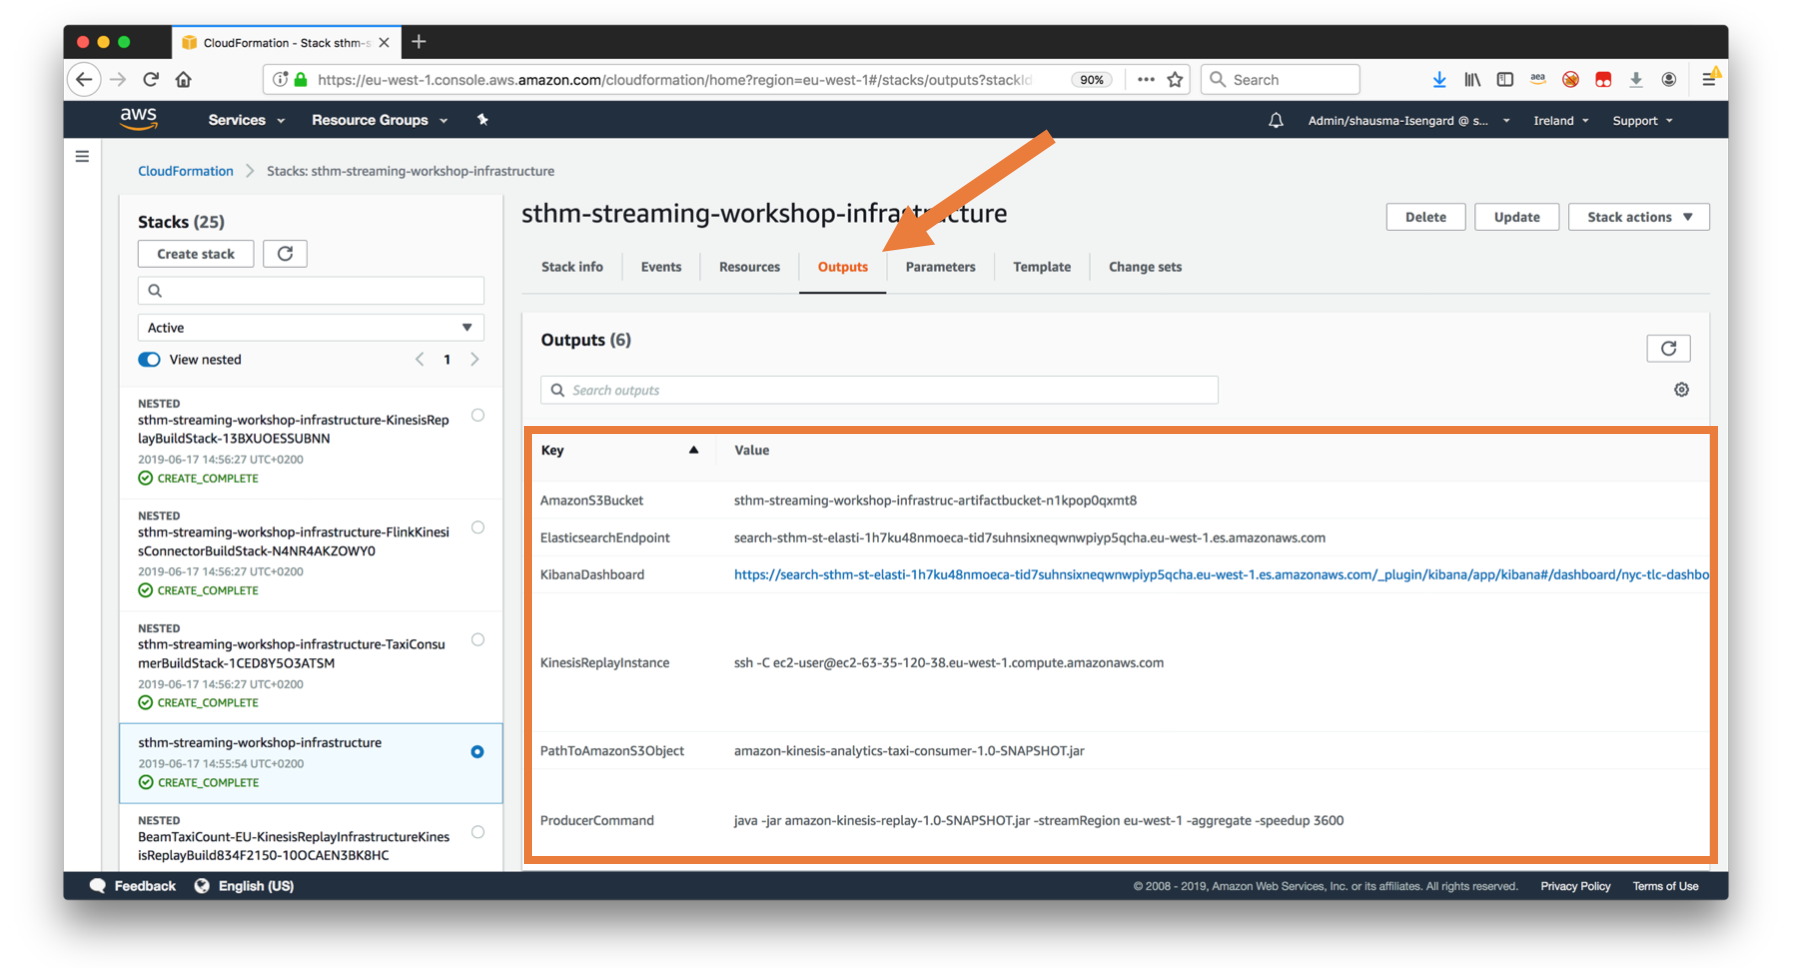 CloudFormation - Stack sthm-s
https://eu-west-1.console.aws.amazon.com/cloudformation/home?region=eu-west-1#/stacks/outputs?stackId
90%
Search
aea
aws
Services
Resource Groups
Admin/shausma-Isengard @ s...
Ireland
Support
CloudFormation
Stacks: sthm-streaming-workshop-infrastructure
Stacks (25)
Create stack
Active
View nested
1
NESTED
sthm-streaming-workshop-infrastructure-KinesisRep
layBuildStack-13BXUOESSUBNN
2019-06-17 14:56:27 UTC+0200
CREATE_COMPLETE
NESTED
sthm-streaming-workshop-infrastructure-FlinkKinesi
sConnectorBuildStack-N4NR4AKZOWY0
2019-06-17 14:56:27 UTC+0200
CREATE_COMPLETE
NESTED
sthm-streaming-workshop-infrastructure-TaxiConsu
merBuildStack-1CED8Y5O3ATSM
2019-06-17 14:56:27 UTC+0200
CREATE_COMPLETE
sthm-streaming-workshop-infrastructure
2019-06-17 14:55:54 UTC+0200
CREATE_COMPLETE
NESTED
BeamTaxiCount-EU-KinesisReplayInfrastructureKines
isReplayBuild834F2150-10OCAEN3BK8HC
sthm-streaming-workshop-infrastructure
Delete
Update
Stack actions
Stack info
Events
Resources
Outputs
Parameters
Template
Change sets
Outputs (6)
Search outputs
Key
Value
AmazonS3Bucket
sthm-streaming-workshop-infrastruc-artifactbucket-n1kpop0qxmt8
ElasticsearchEndpoint
search-sthm-st-elasti-1h7ku48nmoeca-tid7suhnsixneqwnwpiyp5qcha.eu-west-1.es.amazonaws.com
KibanaDashboard
https://search-sthm-st-elasti-1h7ku48nmoeca-tid7suhnsixneqwnwpiyp5qcha.eu-west-1.es.amazonaws.com/_plugin/kibana/app/kibana#/dashboard/nyc-tlc-dashbo
KinesisReplayInstance
ssh -C ec2-user@ec2-63-35-120-38.eu-west-1.compute.amazonaws.com
PathToAmazonS3Object
amazon-kinesis-analytics-taxi-consumer-1.0-SNAPSHOT.jar
ProducerCommand
java -jar amazon-kinesis-replay-1.0-SNAPSHOT.jar -streamRegion eu-west-1 -aggregate -speedup 3600
Feedback
English (US)
© 2008 - 2019, Amazon Web Services, Inc. or its affiliates. All rights reserved.
Privacy Policy
Terms of Use